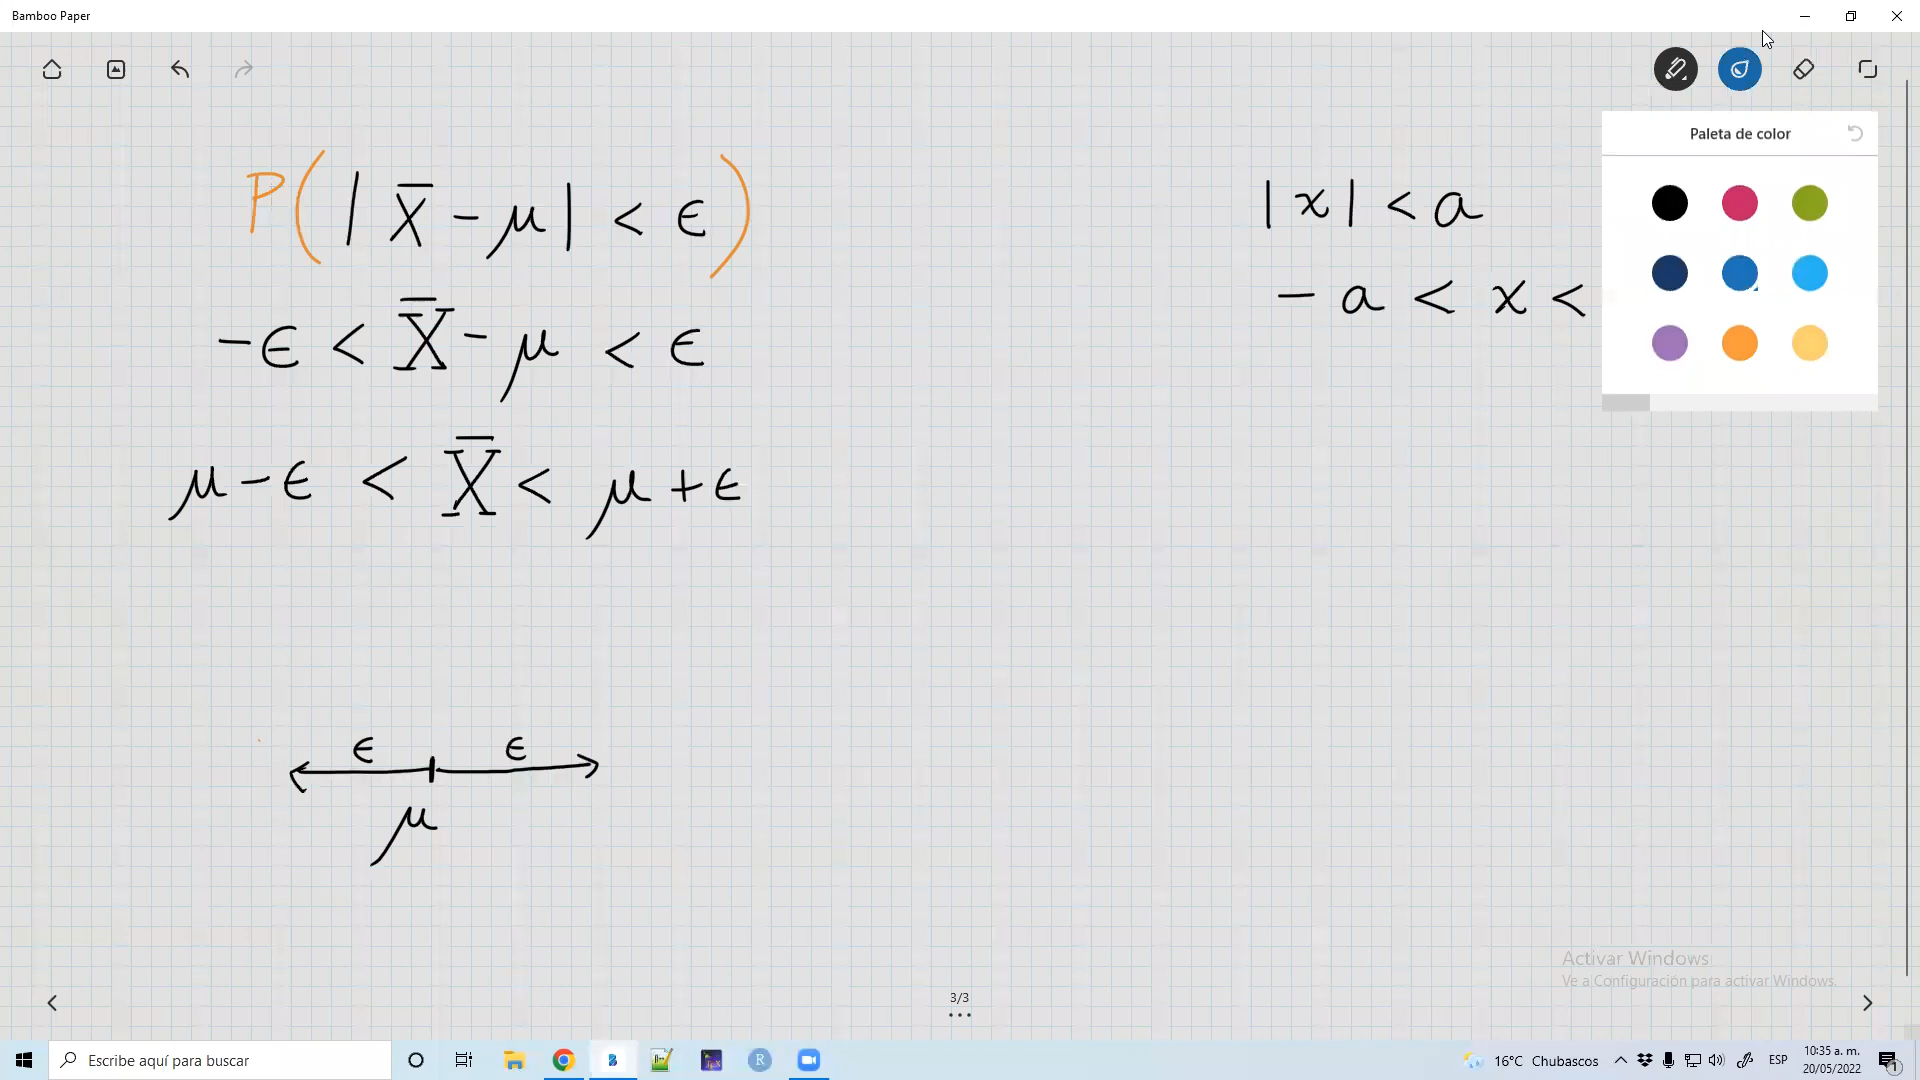 Bamboo Paper
P(|X̄ - μ| < ϵ)
-ϵ < X̄ - μ < ϵ
μ - ϵ < X̄ < μ + ϵ
|x| < a
- a < x <
Paleta de color
ϵ ϵ
μ
Activar Windows
Ve a Configuración para activar Windows.
3/3
Escribe aquí para buscar
16°C Chubascos
ESP
10:35 a. m.
20/05/2022
1